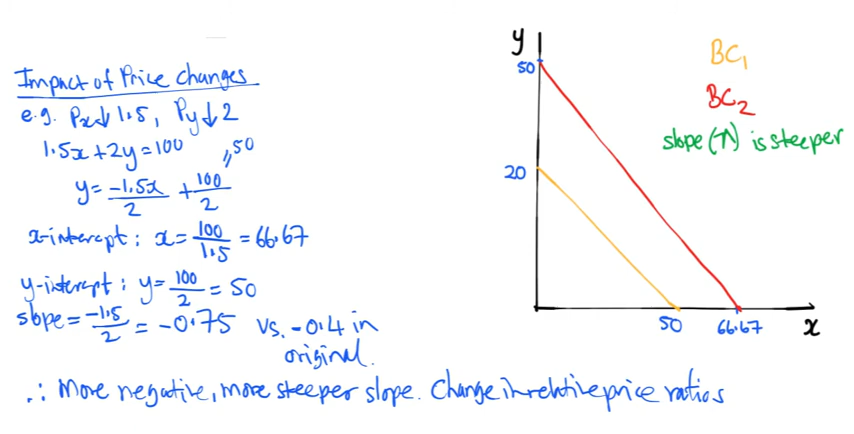 Impact of Price Changes
e.g. Px↓ 1.5, Py↓ 2
1.5x + 2y = 100
y = -1.5x/2 + 100/2 = 50
x-intercept: x = 100/1.5 = 66.67
y-intercept: y = 100/2 = 50
slope = -1.5/2 = -0.75 vs. -0.4 in
original.
∴ More negative, more steeper slope. Change in relative price ratios
y
50
20
50
66.67
x
BC1
BC2
slope (↑) is steeper